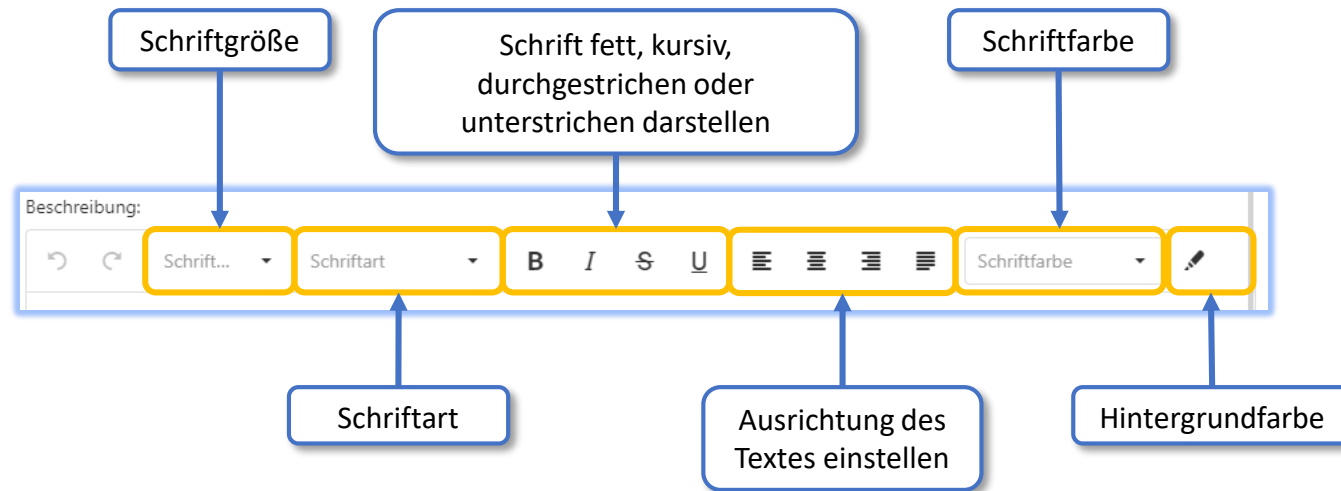 Schriftgröße
Schrift fett, kursiv,
durchgestrichen oder
unterstrichen darstellen
Schriftfarbe
Beschreibung:
Schrift... Schriftart B I S U Schriftfarbe
Schriftart
Ausrichtung des
Textes einstellen
Hintergrundfarbe